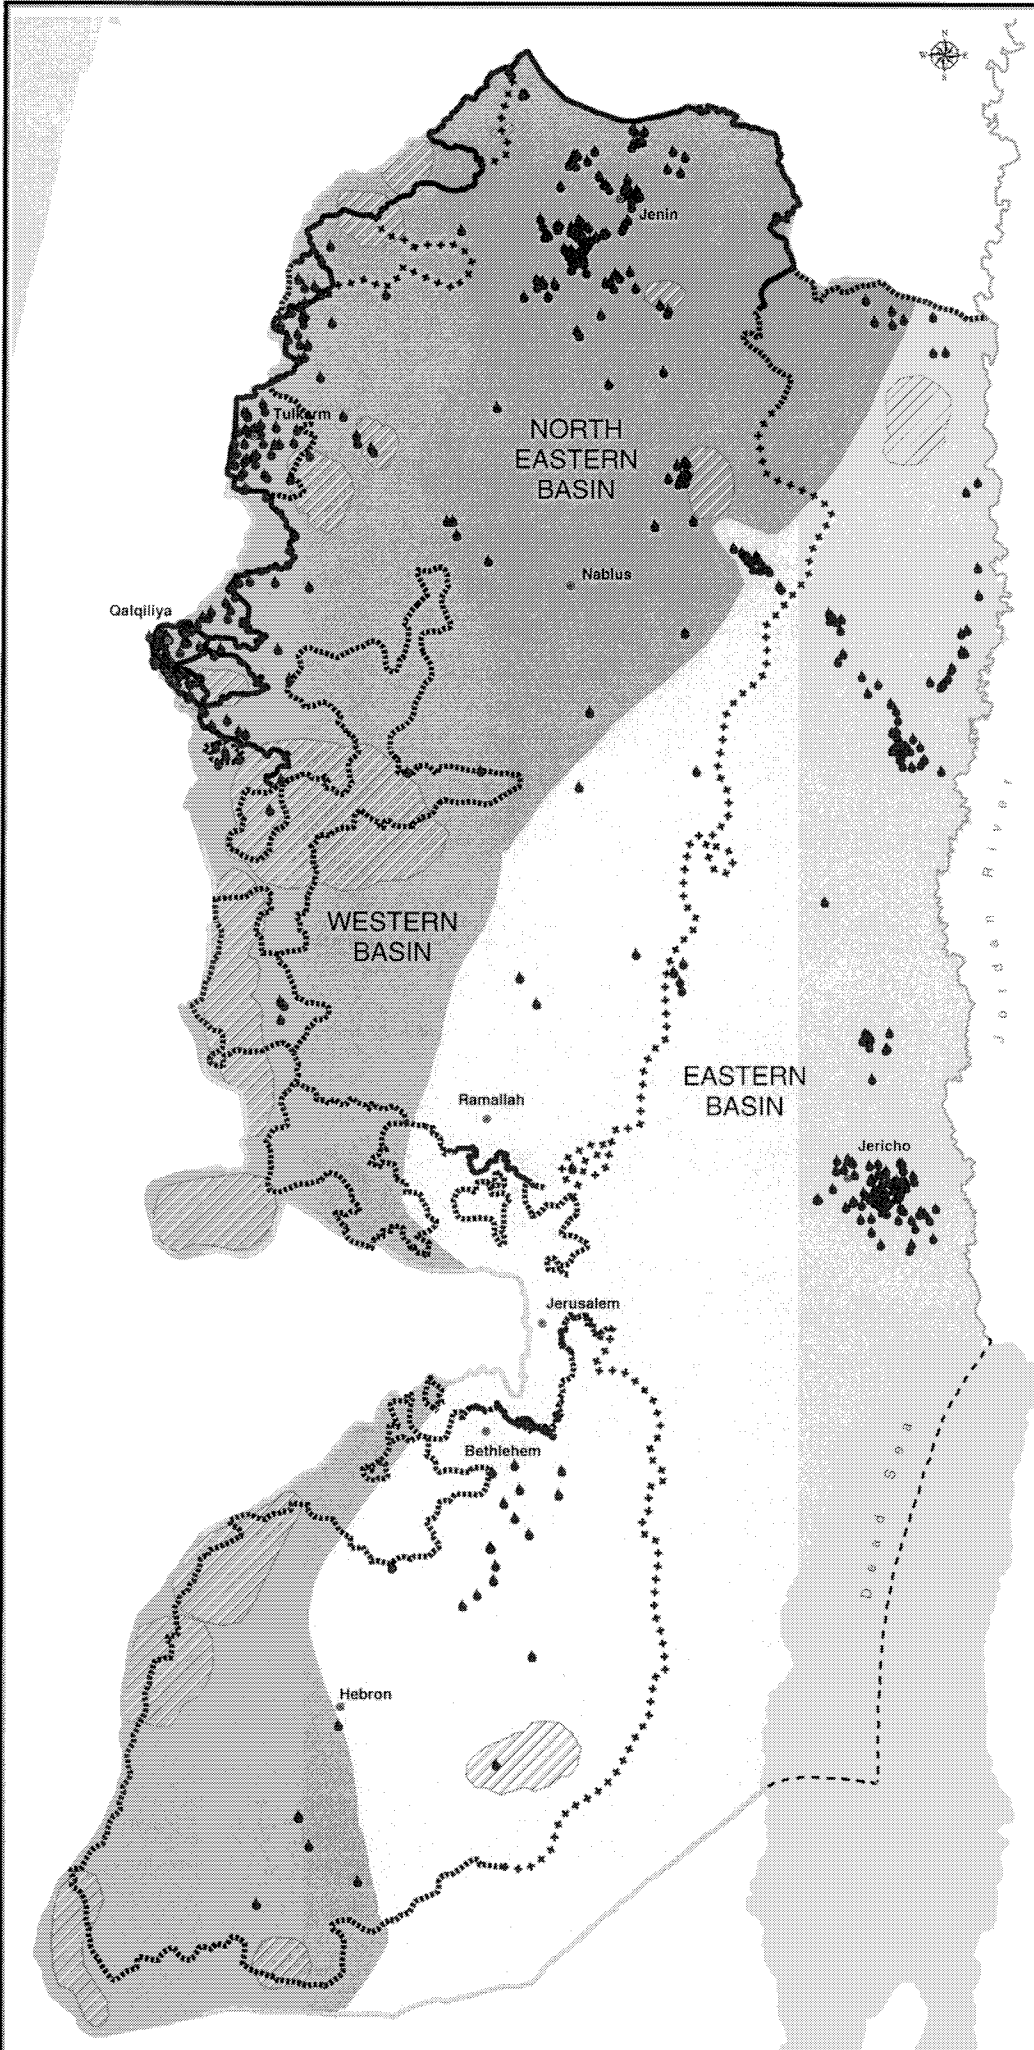 N
W E
S
Jenin
Tulkarm
NORTH
EASTERN
BASIN
Nablus
Qalqiliya
Jordan River
WESTERN
BASIN
EASTERN
BASIN
Ramallah
Jericho
Jerusalem
Dead Sea
Bethlehem
Hebron